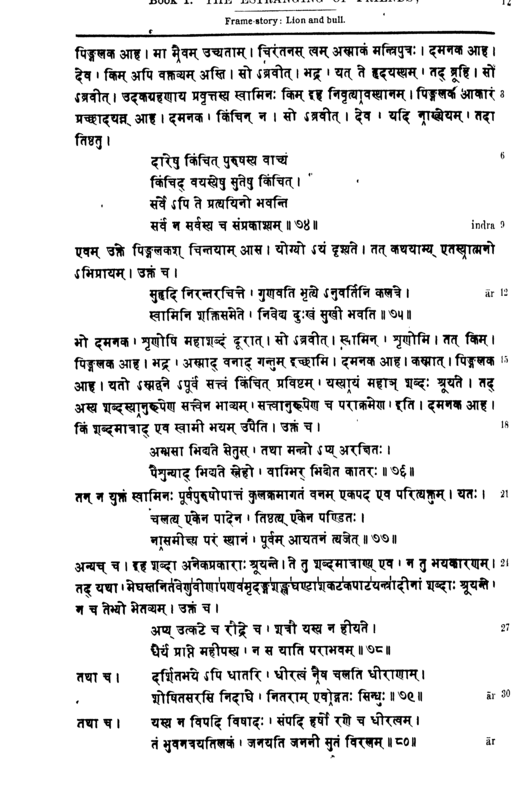 BOOK I. THE ESTRANGING OF FRIENDS; 12
Frame-story: Lion and bull.
पिङ्गलक आह। मा मैवम् उच्यताम्। चिरंतनस् त्वम् अस्माकं मन्त्रिपुत्रः। दमनक आह।
देव। किम् अपि वक्तव्यम् अस्ति। सो ऽब्रवीत्। भद्र। यत् ते हृदयस्थम्। तद् ब्रूहि। सो
ऽब्रवीत्। उदकग्रहणाय प्रवृत्तस्य स्वामिनः किम् इह निवृत्यावस्थानम्। पिङ्गलक आकारं 3
प्रच्छादयन्न् आह। दमनक। किंचिन् न। सो ऽब्रवीत्। देव। यदि नाख्येयम्। तदा
तिष्ठतु।
दारेषु किंचित् पुरुषस्य वाच्यं 6
किंचिद् वयस्येषु सुतेषु किंचित्।
सर्वे ऽपि ते प्रत्ययिनो भवन्ति
सर्वं न सर्वस्य च संप्रकाश्यम्॥७४॥ indra 9
एवम् उक्ते पिङ्गलकश् चिन्तयाम् आस। योग्यो ऽयं दृश्यते। तत् कथयाम्य् एतस्यात्मनो
ऽभिप्रायम्। उक्तं च।
सुहृदि निरन्तरचित्ते। गुणवति भृत्ये ऽनुवर्तिनि कलत्रे। ār 12
स्वामिनि शक्तिसमेते। निवेद्य दुःखं सुखी भवति॥७५॥
भो दमनक। शृणोषि महाशब्दं दूरात्। सो ऽब्रवीत्। स्वामिन्। शृणोमि। तत् किम्।
पिङ्गलक आह। भद्र। अस्माद् वनाद् गन्तुम् इच्छामि। दमनक आह। कस्मात्। पिङ्गलक 15
आह। यतो ऽस्मद्वने ऽपूर्वं सत्त्वं किंचित् प्रविष्टम्। यस्यायं महाञ् शब्दः श्रूयते। तद्
अस्य शब्दस्यानुरूपेण सत्त्वेन भाव्यम्। सत्त्वानुरूपेण च पराक्रमेण। इति। दमनक आह।
किं शब्दमात्राद् एव स्वामी भयम् उपैति। उक्तं च। 18
अम्भसा भिद्यते सेतुस्। तथा मन्त्रो ऽप्य् अरक्षितः।
पैशुन्याद् भिद्यते स्नेहो। वाग्भिर् भिद्येत कातरः॥७६॥
तन् न युक्तं स्वामिनः पूर्वपुरुषोपात्तं कुलक्रमागतं वनम् एकपद एव परित्यक्तुम्। यतः। 21
चलत्य् एकेन पादेन। तिष्ठत्य् एकेन पण्डितः।
नासमीक्ष्य परं स्थानं। पूर्वम् आयतनं त्यजेत्॥७७॥
अन्यच् च। इह शब्दा अनेकप्रकाराः श्रूयन्ते। ते तु शब्दमात्राण्य् एव। न तु भयकारणम्। 24
तद् यथा। मेघस्तनितवेणुवीणापणवमृदङ्गशङ्खघण्टाशकटकपाटयन्त्रादीनां शब्दाः श्रूयन्ते।
न च तेभ्यो भेतव्यम्। उक्तं च।
अप्य् उत्कटे च रौद्रे च। शत्रौ यस्य न हीयते। 27
धैर्यं प्राप्ते महीपस्य। न स याति पराभवम्॥७८॥
तथा च। दर्शितभये ऽपि धातरि। धीरत्वं नैव चलति धीराणाम्।
शोषितसरसि निदाघे। नितराम् एवोद्धतः सिन्धुः॥७९॥ ār 30
तथा च। यस्य न विपदि विषादः। संपदि हर्षो रणे च धीरत्वम्।
तं भुवनत्रयतिलकं। जनयति जननी सुतं विरलम्॥८०॥ ār